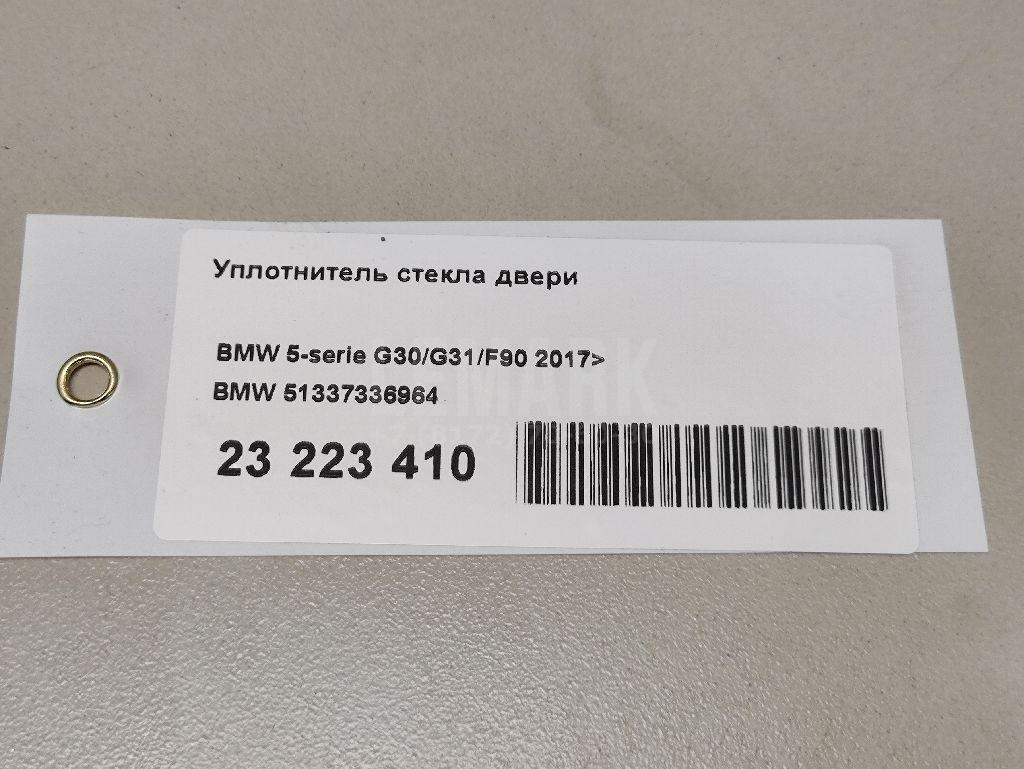 Уплотнитель стекла двери
BMW 5-serie G30/G31/F90 2017>
BMW 51337336964
23 223 410